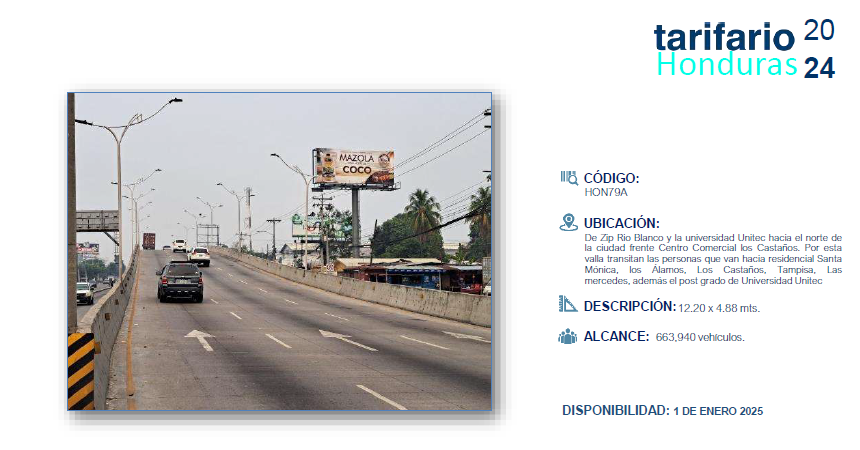 tarifario 20
Honduras 24
MAZOLA
COCO
CÓDIGO:
HON79A
UBICACIÓN:
De Zip Rio Blanco y la universidad Unitec hacia el norte de
la ciudad frente Centro Comercial los Castaños. Por esta
valla transitan las personas que van hacia residencial Santa
Mónica, los Álamos, Los Castaños, Tampisa, Las
mercedes, además el post grado de Universidad Unitec
DESCRIPCIÓN: 12.20 x 4.88 mts.
ALCANCE: 663,940 vehículos.
DISPONIBILIDAD: 1 DE ENERO 2025